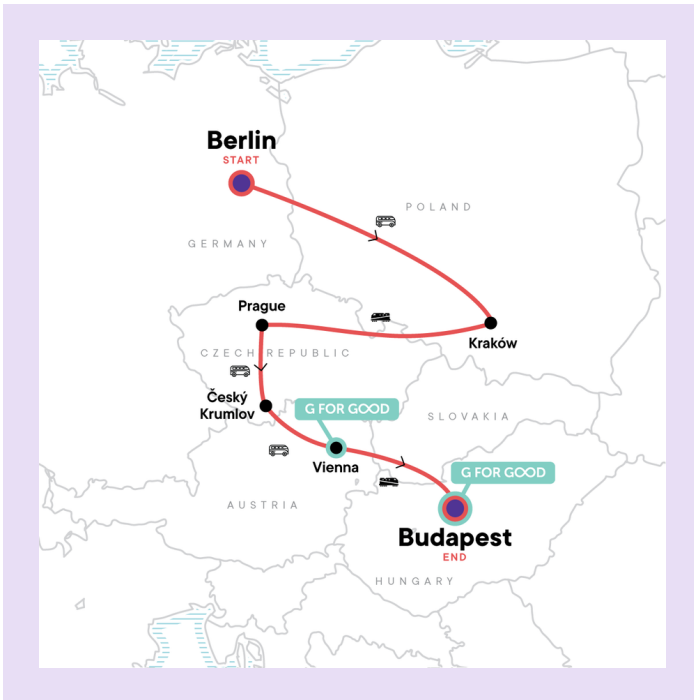 Berlin
START
POLAND
GERMANY
Prague
Kraków
CZECH REPUBLIC
Český
Krumlov
G FOR GOOD
SLOVAKIA
Vienna
G FOR GOOD
AUSTRIA
Budapest
END
HUNGARY